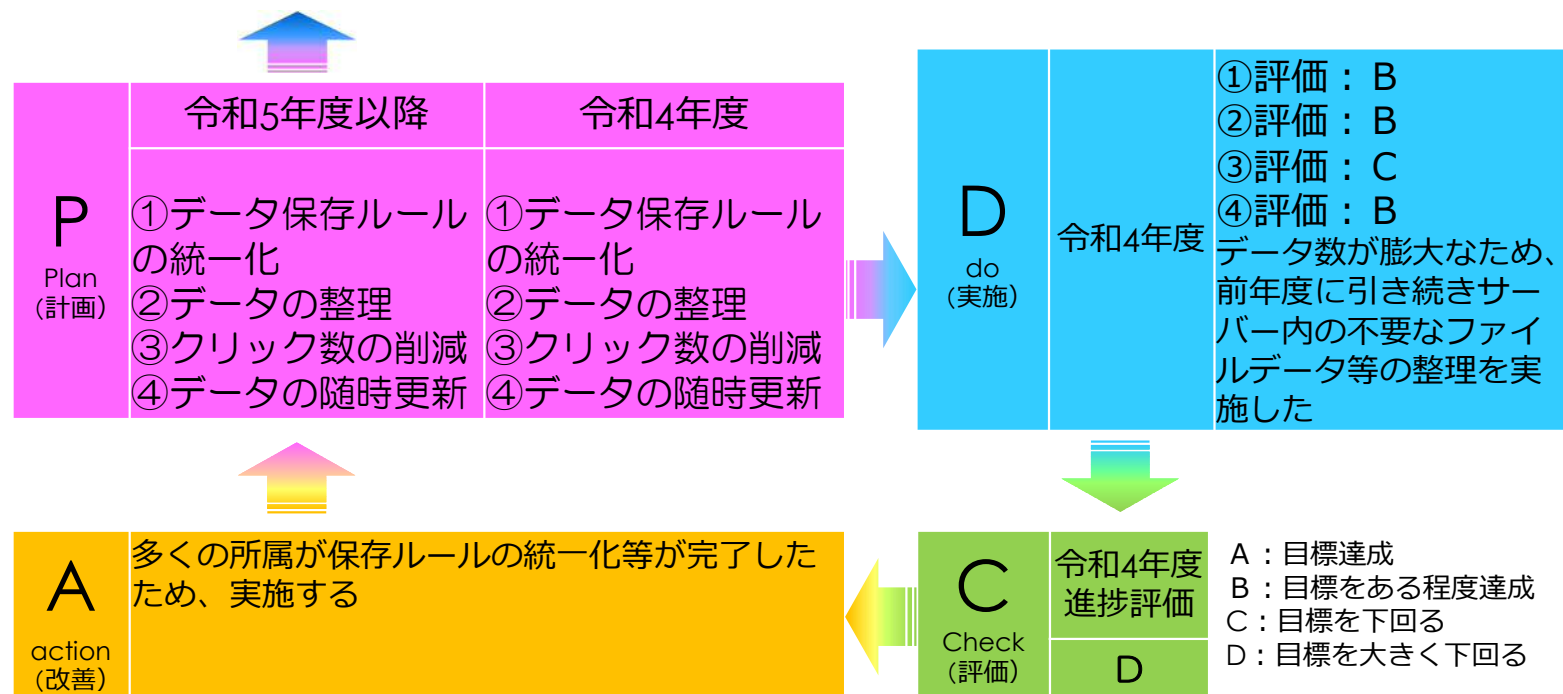 P
Plan
（計画）
令和5年度以降
令和4年度
①データ保存ルール
の統一化
②データの整理
③クリック数の削減
④データの随時更新
①データ保存ルール
の統一化
②データの整理
③クリック数の削減
④データの随時更新
D
do
（実施）
令和4年度
①評価：B
②評価：B
③評価：C
④評価：B
データ数が膨大なため、
前年度に引き続きサー
バー内の不要なファイ
ルデータ等の整理を実
施した
A
action
（改善）
多くの所属が保存ルールの統一化等が完了した
ため、実施する
C
Check
（評価）
令和4年度
進捗評価
D
A：目標達成
B：目標をある程度達成
C：目標を下回る
D：目標を大きく下回る